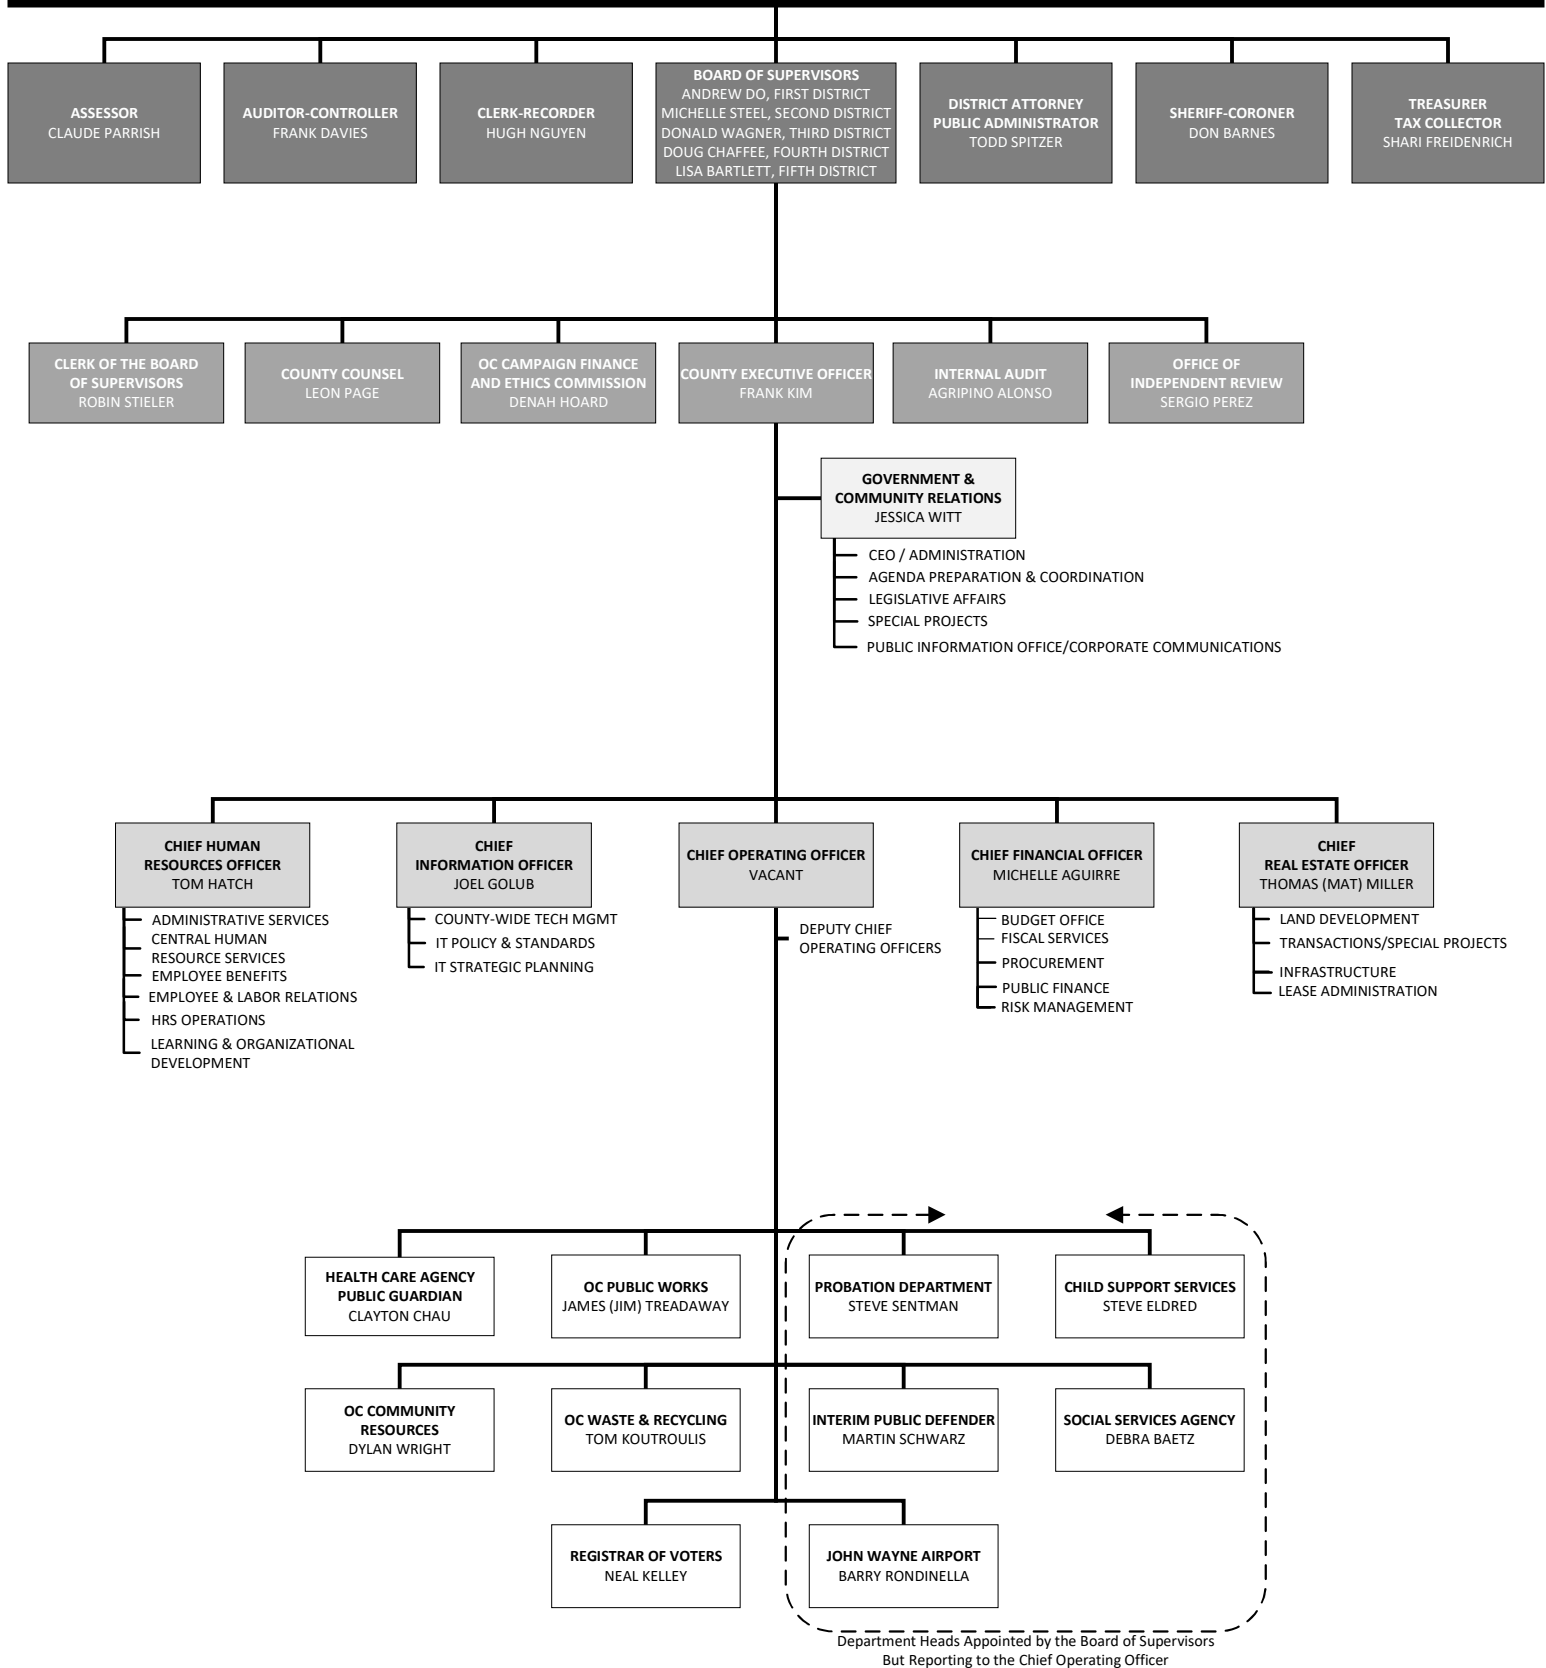 ASSESSOR
CLAUDE PARRISH
AUDITOR-CONTROLLER
FRANK DAVIES
CLERK-RECORDER
HUGH NGUYEN
BOARD OF SUPERVISORS
ANDREW DO, FIRST DISTRICT
MICHELLE STEEL, SECOND DISTRICT
DONALD WAGNER, THIRD DISTRICT
DOUG CHAFFEE, FOURTH DISTRICT
LISA BARTLETT, FIFTH DISTRICT
DISTRICT ATTORNEY
PUBLIC ADMINISTRATOR
TODD SPITZER
SHERIFF-CORONER
DON BARNES
TREASURER
TAX COLLECTOR
SHARI FREIDENRICH
CLERK OF THE BOARD
OF SUPERVISORS
ROBIN STIELER
COUNTY COUNSEL
LEON PAGE
OC CAMPAIGN FINANCE
AND ETHICS COMMISSION
DENAH HOARD
COUNTY EXECUTIVE OFFICER
FRANK KIM
INTERNAL AUDIT
AGRIPINO ALONSO
OFFICE OF
INDEPENDENT REVIEW
SERGIO PEREZ
GOVERNMENT &
COMMUNITY RELATIONS
JESSICA WITT
CEO / ADMINISTRATION
AGENDA PREPARATION & COORDINATION
LEGISLATIVE AFFAIRS
SPECIAL PROJECTS
PUBLIC INFORMATION OFFICE/CORPORATE COMMUNICATIONS
CHIEF HUMAN
RESOURCES OFFICER
TOM HATCH
ADMINISTRATIVE SERVICES
CENTRAL HUMAN
RESOURCE SERVICES
EMPLOYEE BENEFITS
EMPLOYEE & LABOR RELATIONS
HRS OPERATIONS
LEARNING & ORGANIZATIONAL
DEVELOPMENT
CHIEF
INFORMATION OFFICER
JOEL GOLUB
COUNTY-WIDE TECH MGMT
IT POLICY & STANDARDS
IT STRATEGIC PLANNING
CHIEF OPERATING OFFICER
VACANT
DEPUTY CHIEF
OPERATING OFFICERS
CHIEF FINANCIAL OFFICER
MICHELLE AGUIRRE
BUDGET OFFICE
FISCAL SERVICES
PROCUREMENT
PUBLIC FINANCE
RISK MANAGEMENT
CHIEF
REAL ESTATE OFFICER
THOMAS (MAT) MILLER
LAND DEVELOPMENT
TRANSACTIONS/SPECIAL PROJECTS
INFRASTRUCTURE
LEASE ADMINISTRATION
HEALTH CARE AGENCY
PUBLIC GUARDIAN
CLAYTON CHAU
OC PUBLIC WORKS
JAMES (JIM) TREADAWAY
PROBATION DEPARTMENT
STEVE SENTMAN
CHILD SUPPORT SERVICES
STEVE ELDRED
OC COMMUNITY
RESOURCES
DYLAN WRIGHT
OC WASTE & RECYCLING
TOM KOUTROULIS
INTERIM PUBLIC DEFENDER
MARTIN SCHWARZ
SOCIAL SERVICES AGENCY
DEBRA BAETZ
REGISTRAR OF VOTERS
NEAL KELLEY
JOHN WAYNE AIRPORT
BARRY RONDINELLA
Department Heads Appointed by the Board of Supervisors
But Reporting to the Chief Operating Officer